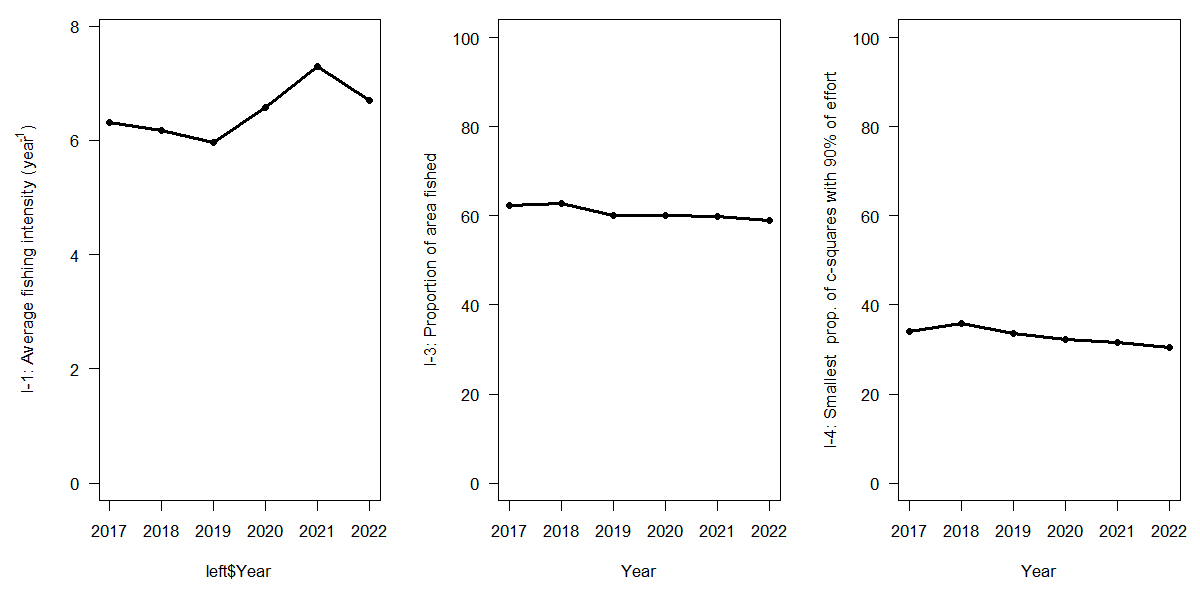 I-1: Average fishing intensity (year⁻¹)
8
6
4
2
0
2017 2018 2019 2020 2021 2022
left$Year
I-3: Proportion of area fished
100
80
60
40
20
0
2017 2018 2019 2020 2021 2022
Year
I-4: Smallest prop. of c-squares with 90% of effort
100
80
60
40
20
0
2017 2018 2019 2020 2021 2022
Year